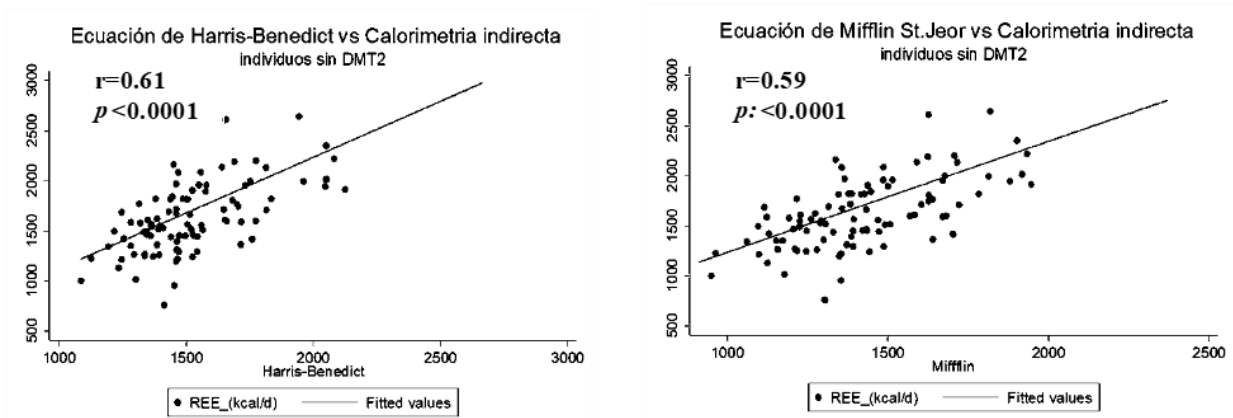 Ecuación de Harris-Benedict vs Calorimetria indirecta
individuos sin DMT2
r=0.61
p<0.0001
3000
2500
2000
1500
1000
500
1000
1500
2000
2500
3000
Harris-Benedict
REE_(kcal/d)
Fitted values
Ecuación de Mifflin St.Jeor vs Calorimetria indirecta
individuos sin DMT2
r=0.59
p:<0.0001
3000
2500
2000
1500
1000
500
1000
1500
2000
2500
Miffflin
REE_(kcal/d)
Fitted values